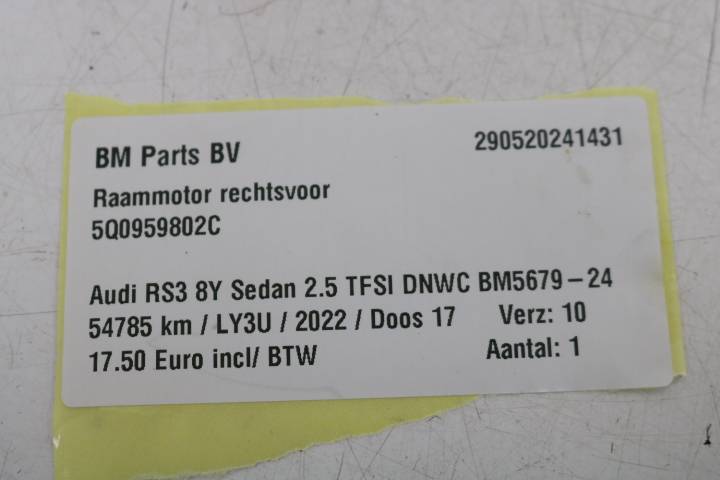 BM Parts BV 290520241431
Raammotor rechtsvoor
5Q0959802C
Audi RS3 8Y Sedan 2.5 TFSI DNWC BM5679-24
54785 km / LY3U / 2022 / Doos 17 Verz: 10
17.50 Euro incl/ BTW Aantal: 1